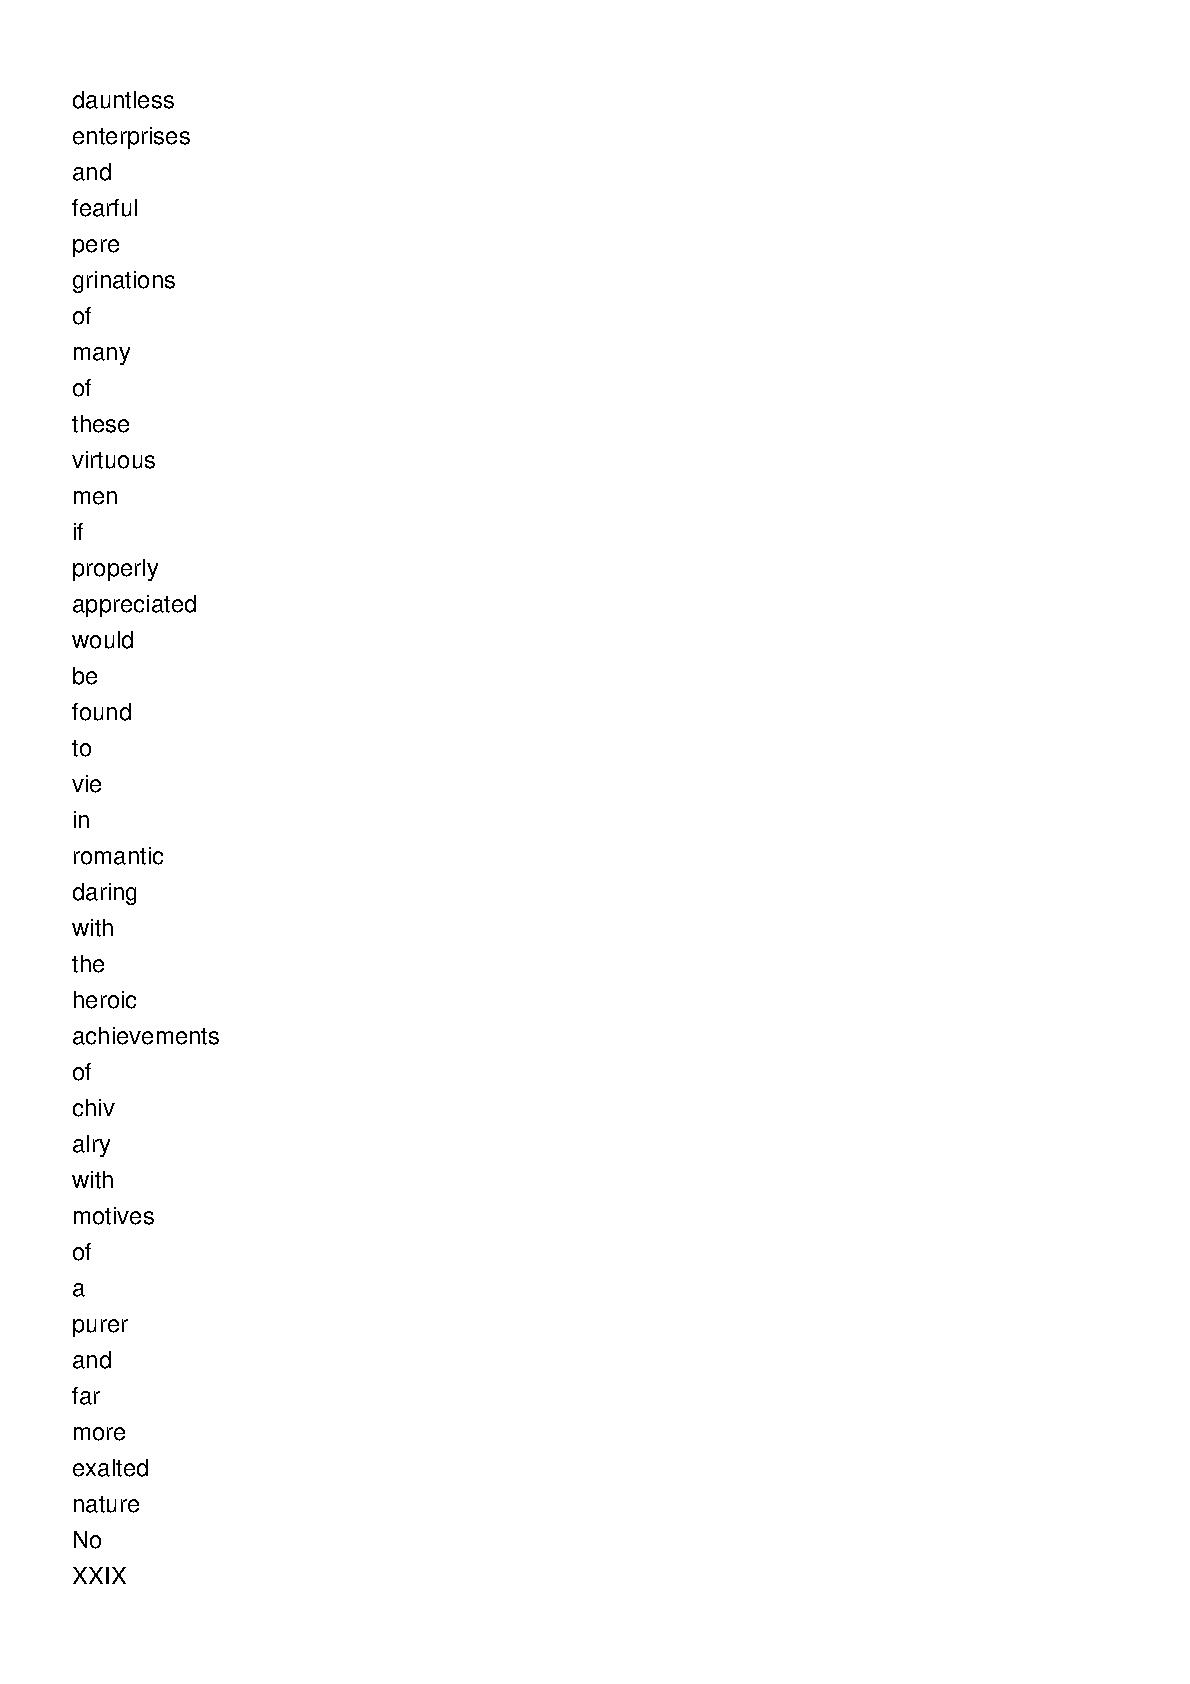 dauntless
enterprises
and
fearful
pere
grinations
of
many
of
these
virtuous
men
if
properly
appreciated
would
be
found
to
vie
in
romantic
daring
with
the
heroic
achievements
of
chiv
alry
with
motives
of
a
purer
and
far
more
exalted
nature
No
XXIX